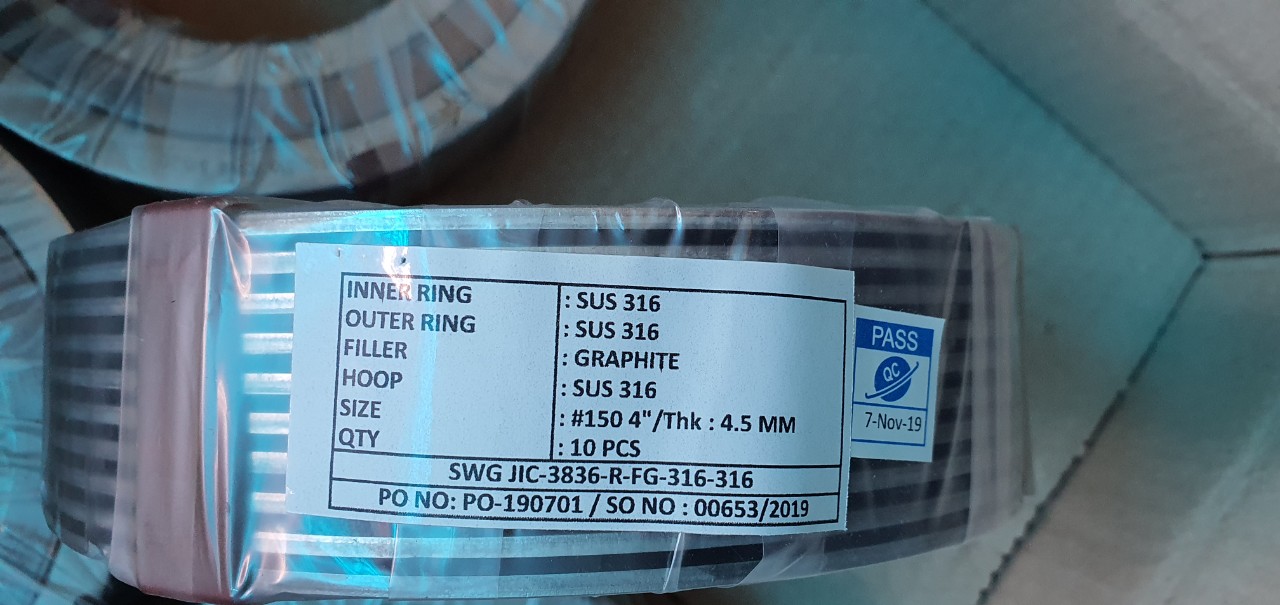 INNER RING : SUS 316
OUTER RING : SUS 316
FILLER : GRAPHITE
HOOP : SUS 316
SIZE : #150 4"/Thk : 4.5 MM
QTY : 10 PCS
SWG JIC-3836-R-FG-316-316
PO NO: PO-190701 / SO NO : 00653/2019
PASS
QC
7-Nov-19